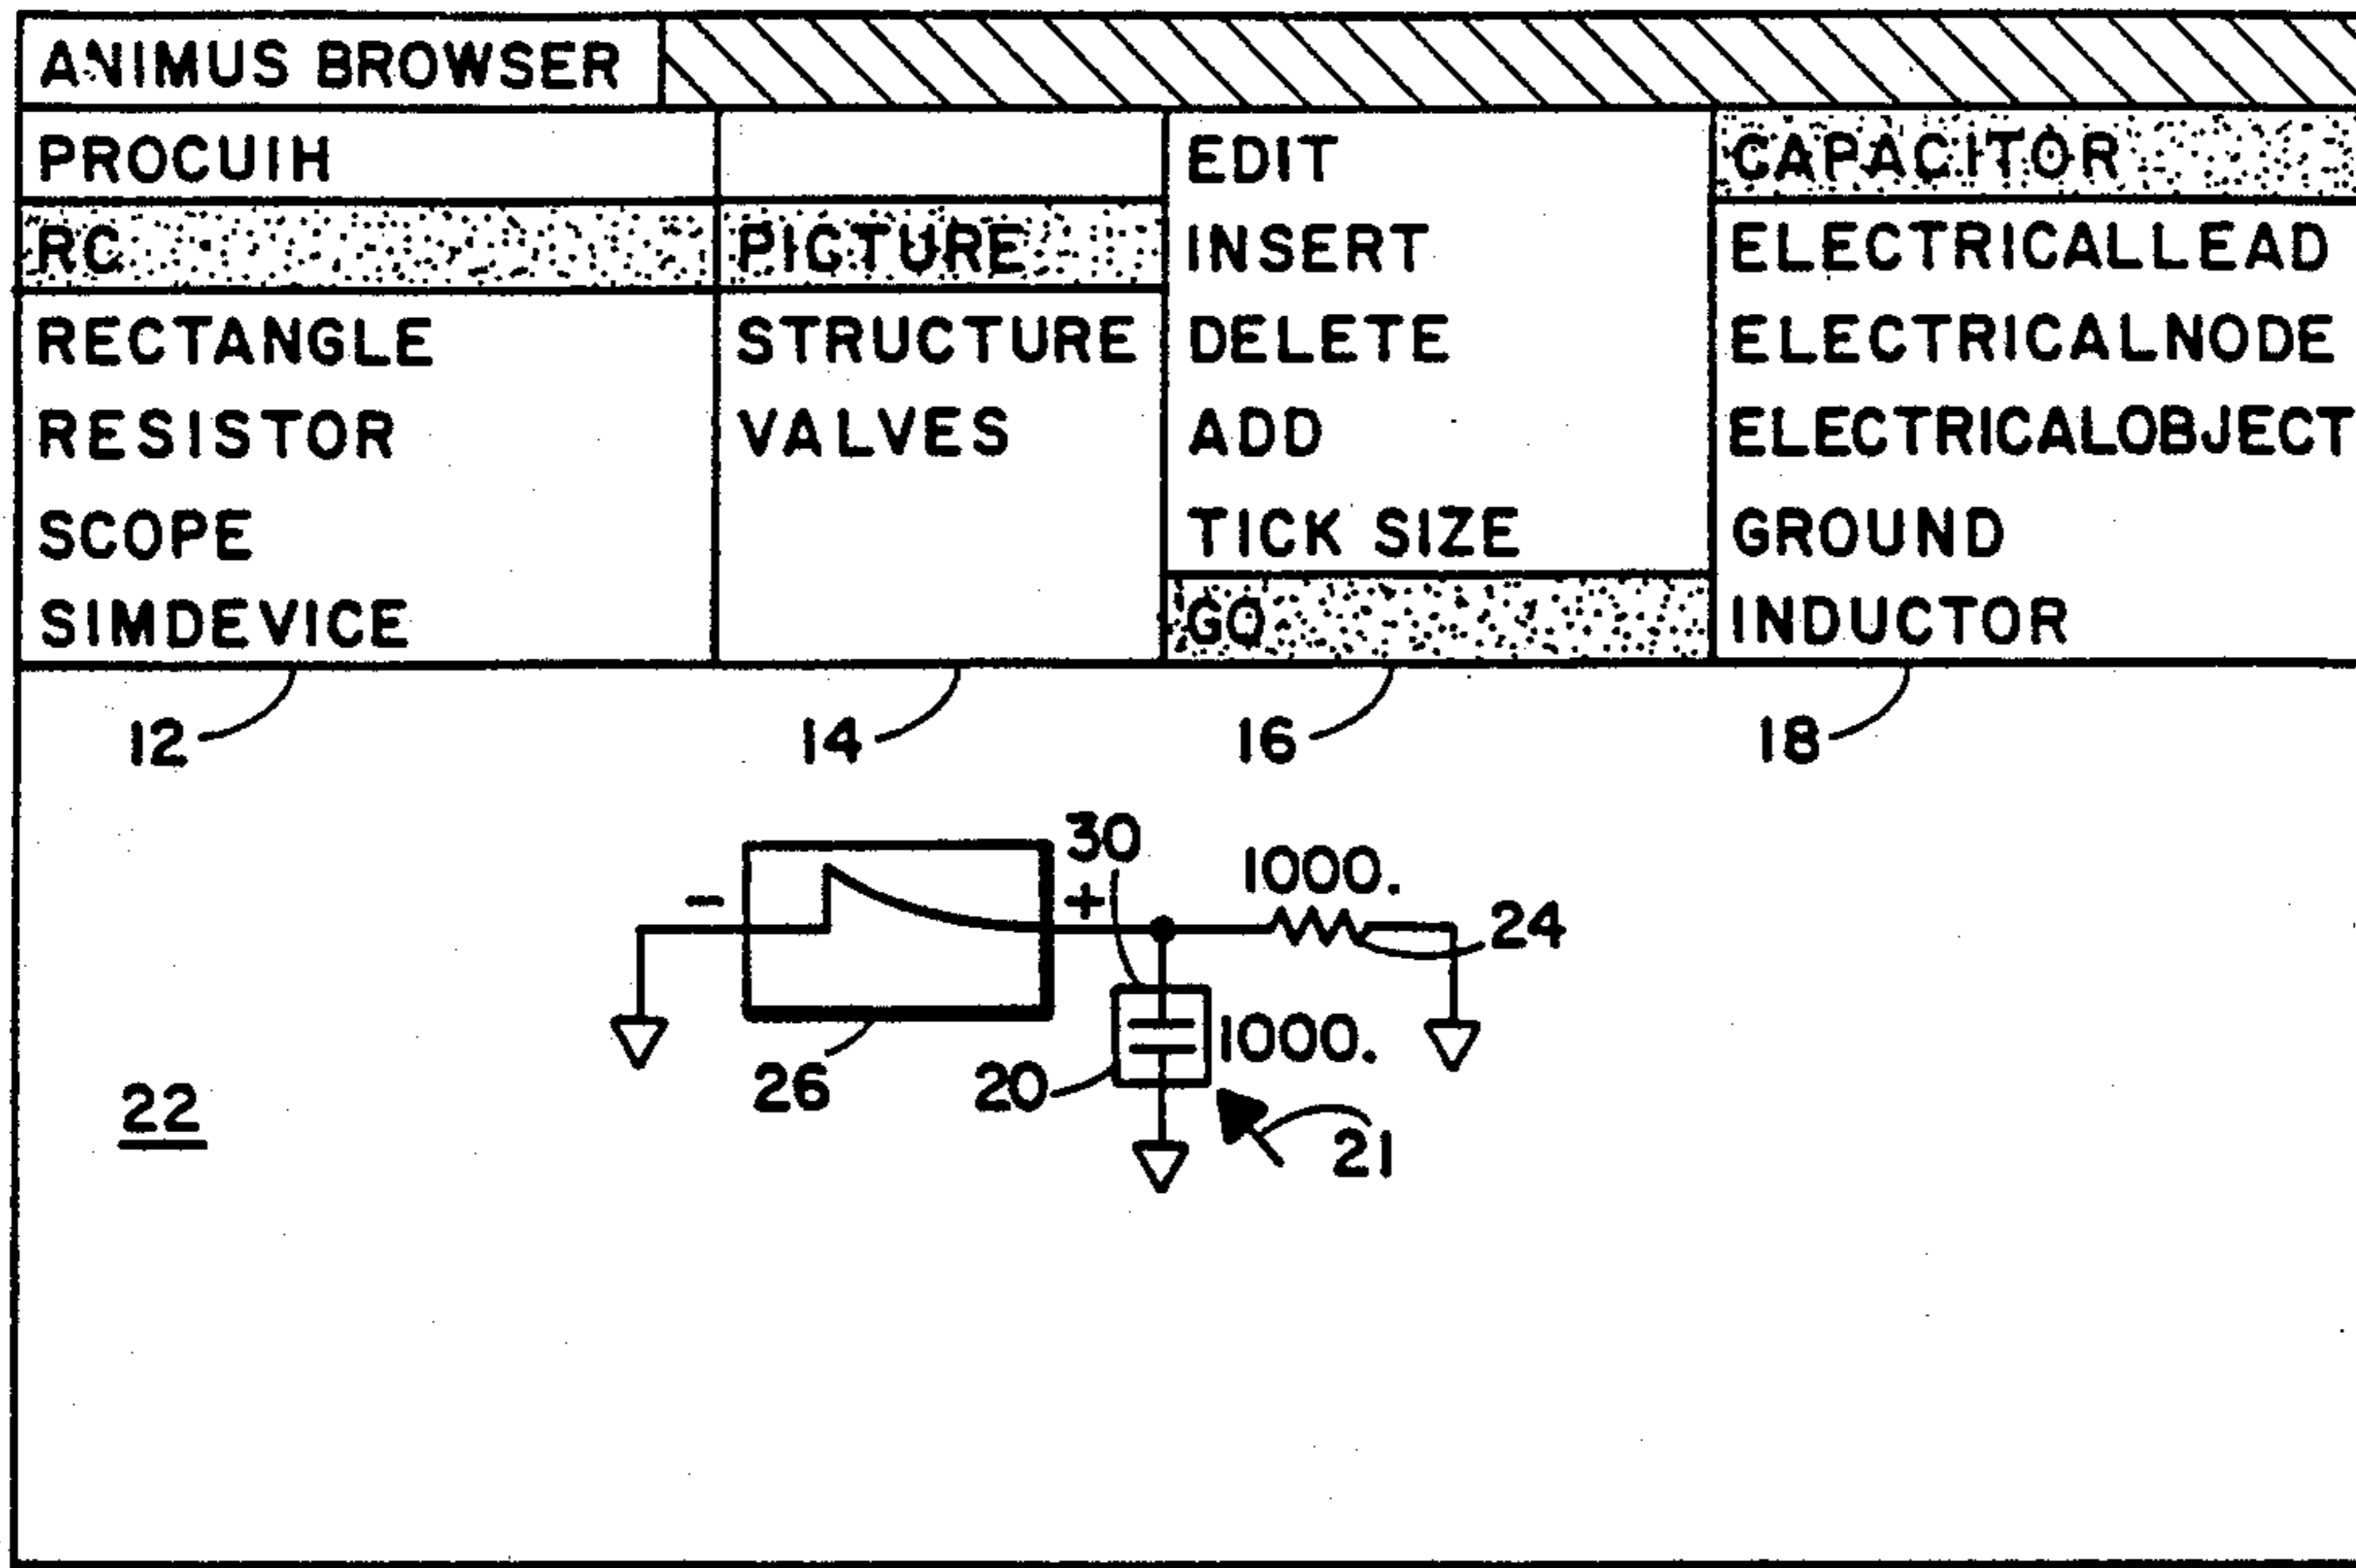 ANIMUS BROWSER
PROCUIH
RC
RECTANGLE
RESISTOR
SCOPE
SIMDEVICE
PICTURE
STRUCTURE
VALVES
EDIT
INSERT
DELETE
ADD
TICK SIZE
GO
CAPACITOR
ELECTRICALLEAD
ELECTRICALNODE
ELECTRICALOBJECT
GROUND
INDUCTOR
12
14
16
18
30
1000.
- +
24
1000.
26
20
22
21